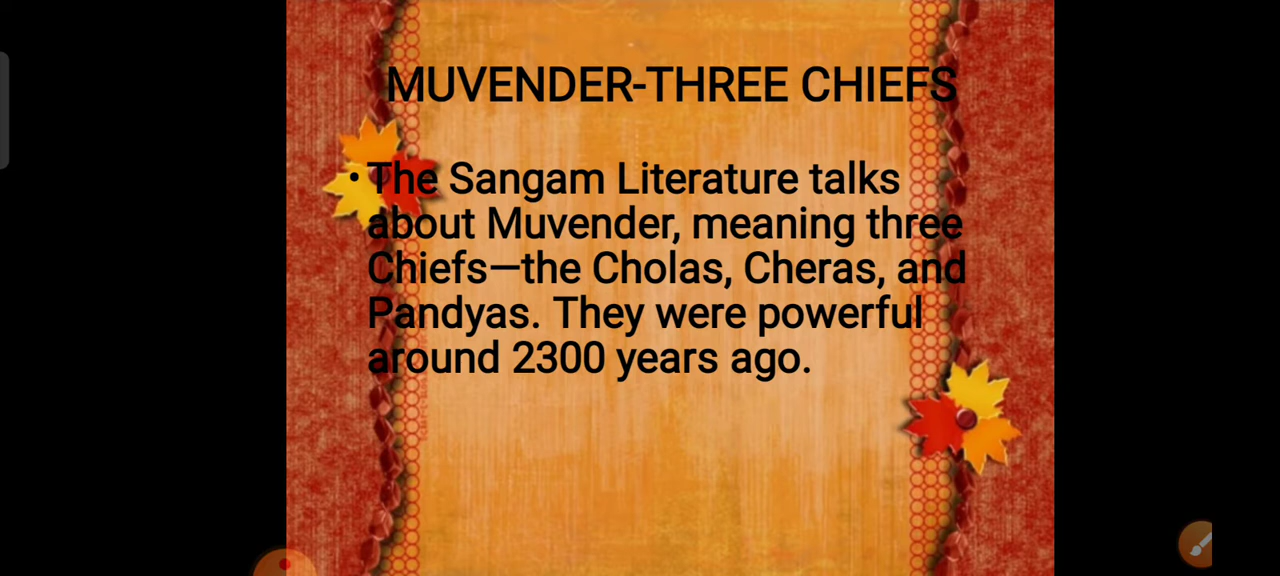 MUVENDER-THREE CHIEFS
• The Sangam Literature talks
about Muvender, meaning three
Chiefs—the Cholas, Cheras, and
Pandyas. They were powerful
around 2300 years ago.